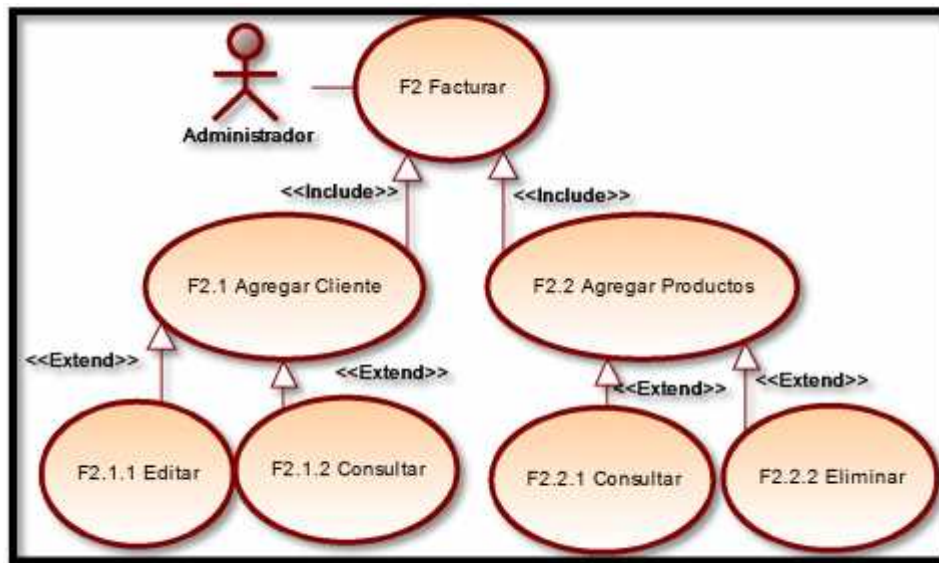 F2 Facturar
Administrador
<<Include>>
<<Include>>
F2.1 Agregar Cliente
F2.2 Agregar Productos
<<Extend>>
<<Extend>>
<<Extend>>
<<Extend>>
F2.1.1 Editar
F2.1.2 Consultar
F2.2.1 Consultar
F2.2.2 Eliminar